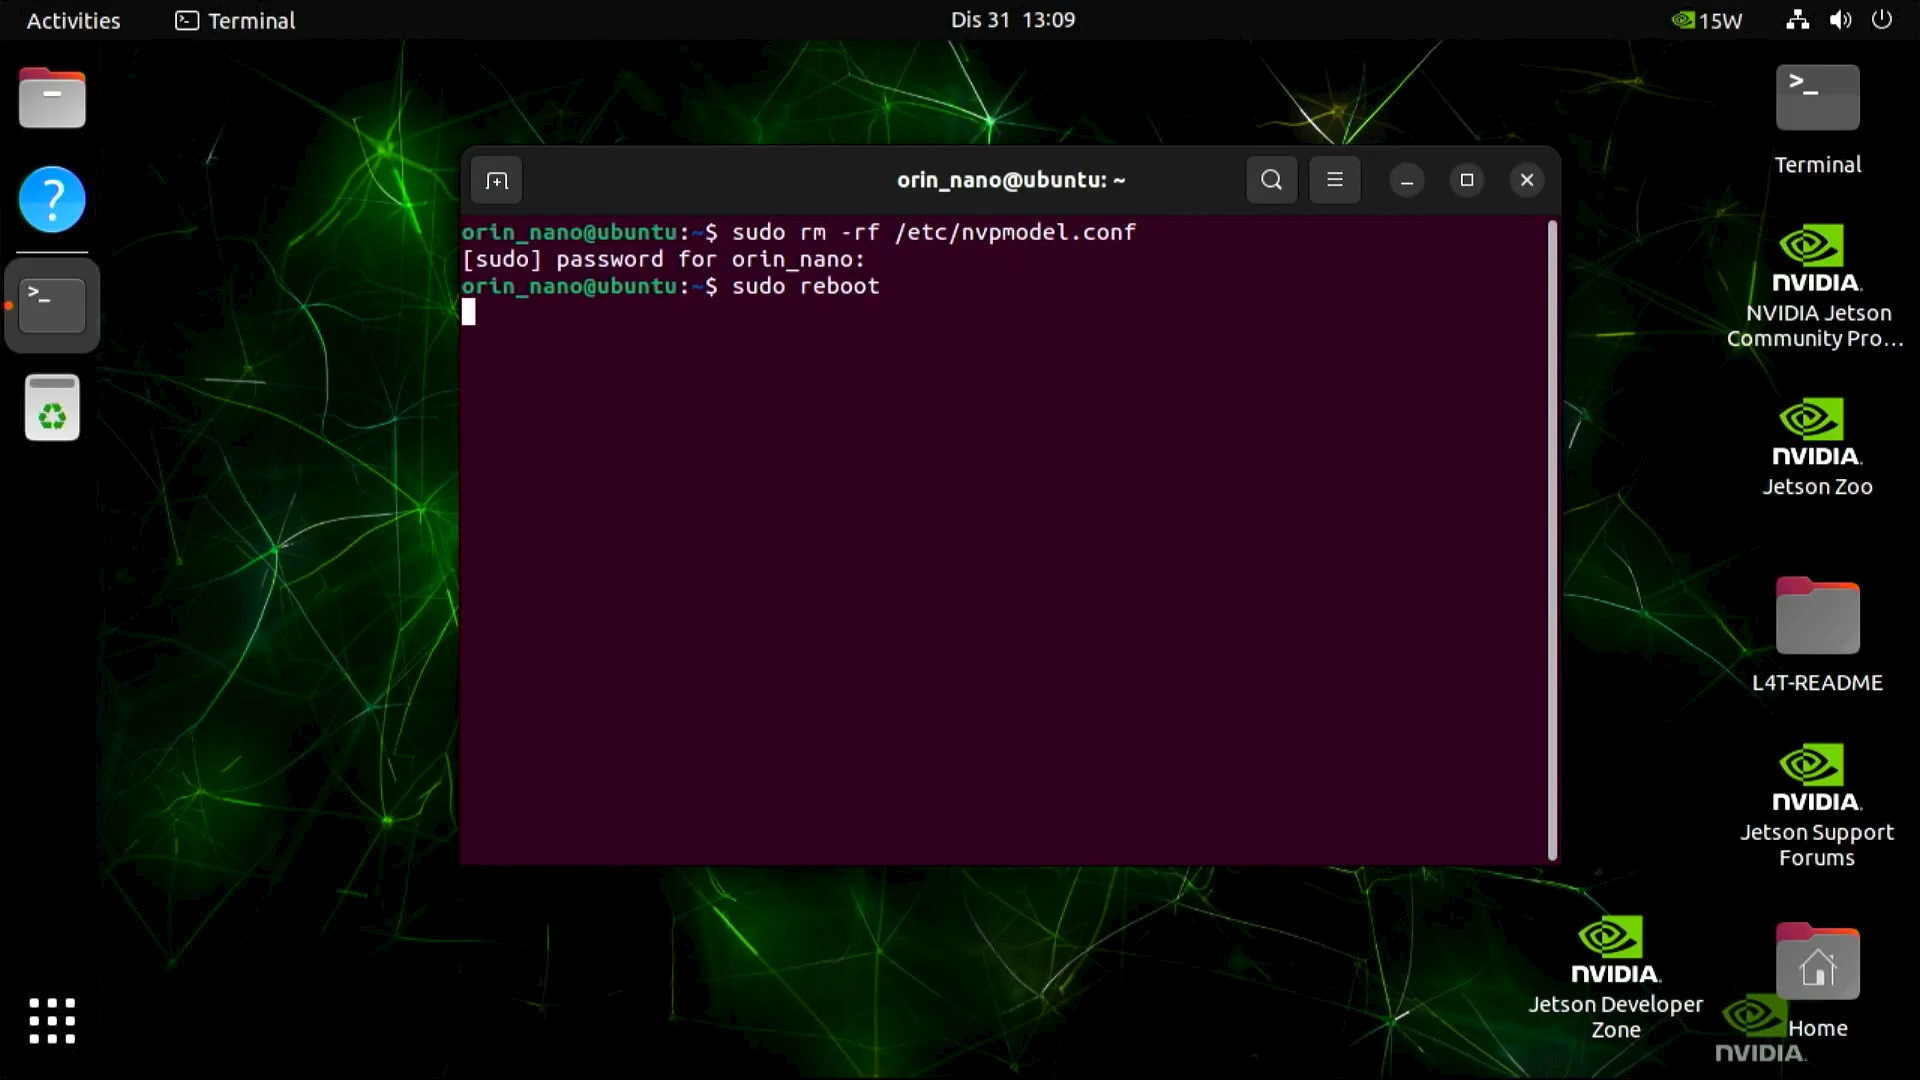 Activities
Terminal
Dis 31 13:09
15W
orin_nano@ubuntu: ~
orin_nano@ubuntu:~$ sudo rm -rf /etc/nvpmodel.conf
[sudo] password for orin_nano:
orin_nano@ubuntu:~$ sudo reboot
>_
Terminal
NVIDIA.
NVIDIA Jetson
Community Pro...
NVIDIA.
Jetson Zoo
L4T-README
NVIDIA.
Jetson Support
Forums
NVIDIA.
Jetson Developer
Zone
Home
NVIDIA.